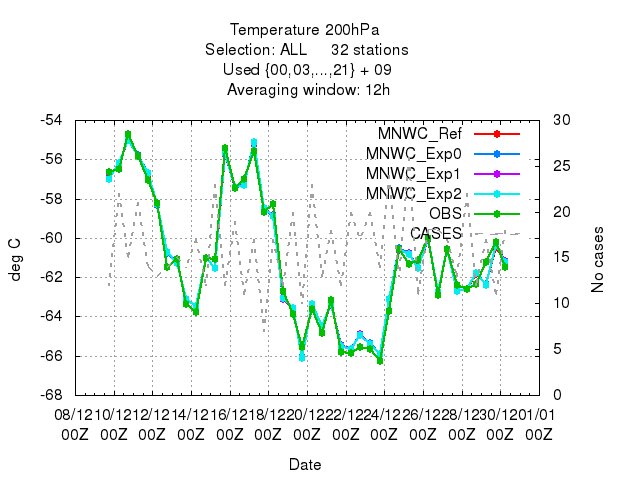 Temperature 200hPa
Selection: ALL 32 stations
Used {00,03,...,21} + 09
Averaging window: 12h
-54 30
MNWC_Ref
MNWC_Exp0
-56 25
MNWC_Exp1
MNWC_Exp2
-58 20
OBS
CASES
-60 15
-62 10
-64
-66 5
-68 0
deg C
No cases
08/12 10/12 12/12 14/12 16/12 18/12 20/12 22/12 24/12 26/12 28/12 30/12 01/01
00Z 00Z 00Z 00Z 00Z 00Z 00Z 00Z 00Z 00Z 00Z 00Z 00Z
Date